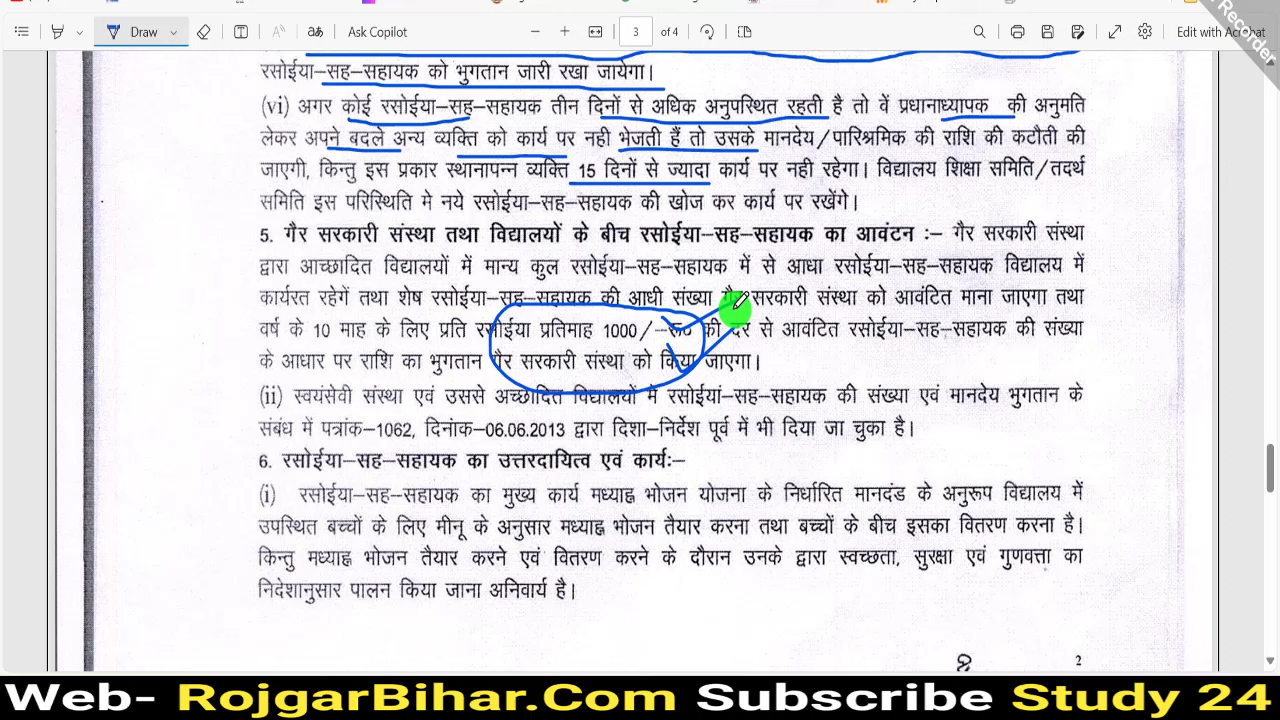 Draw
Ask Copilot
3 of 4
Edit with Acrobat
Recorder
रसोईया–सह–सहायक को भुगतान जारी रखा जायेगा।
(vi) अगर कोई रसोईया–सह–सहायक तीन दिनों से अधिक अनुपस्थित रहती है तो वें प्रधानाध्यापक की अनुमति
लेकर अपने बदले अन्य व्यक्ति को कार्य पर नही भेजती हैं तो उसके मानदेय/पारिश्रमिक की राशि की कटौती की
जाएगी, किन्तु इस प्रकार स्थानापन्न व्यक्ति 15 दिनों से ज्यादा कार्य पर नही रहेगा। विद्यालय शिक्षा समिति/तदर्थ
समिति इस परिस्थिति मे नये रसोईया–सह–सहायक की खोज कर कार्य पर रखेंगे।
5. गैर सरकारी संस्था तथा विद्यालयों के बीच रसोईया–सह–सहायक का आवंटन :– गैर सरकारी संस्था
द्वारा आच्छादित विद्यालयों में मान्य कुल रसोईया–सह–सहायक में से आधा रसोईया–सह–सहायक विद्यालय में
कार्यरत रहेगें तथा शेष रसोईया–सह–सहायक की आधी संख्या गैर सरकारी संस्था को आवंटित माना जाएगा तथा
वर्ष के 10 माह के लिए प्रति रसोईया प्रतिमाह 1000/–रू0 की दर से आवंटित रसोईया–सह–सहायक की संख्या
के आधार पर राशि का भुगतान गैर सरकारी संस्था को किया जाएगा।
(ii) स्वयंसेवी संस्था एवं उससे अच्छादित विद्यालयों में रसोईयां–सह–सहायक की संख्या एवं मानदेय भुगतान के
संबंध में पत्रांक–1062, दिनांक–06.06.2013 द्वारा दिशा–निर्देश पूर्व में भी दिया जा चुका है।
6. रसोईया–सह–सहायक का उत्तरदायित्व एवं कार्यः–
(i) रसोईया–सह–सहायक का मुख्य कार्य मध्याह्न भोजन योजना के निर्धारित मानदंड के अनुरूप विद्यालय में
उपस्थित बच्चों के लिए मीनू के अनुसार मध्याह्न भोजन तैयार करना तथा बच्चों के बीच इसका वितरण करना है।
किन्तु मध्याह्न भोजन तैयार करने एवं वितरण करने के दौरान उनके द्वारा स्वच्छता, सुरक्षा एवं गुणवत्ता का
निदेशानुसार पालन किया जाना अनिवार्य है।
2
Web- RojgarBihar.Com Subscribe Study 24